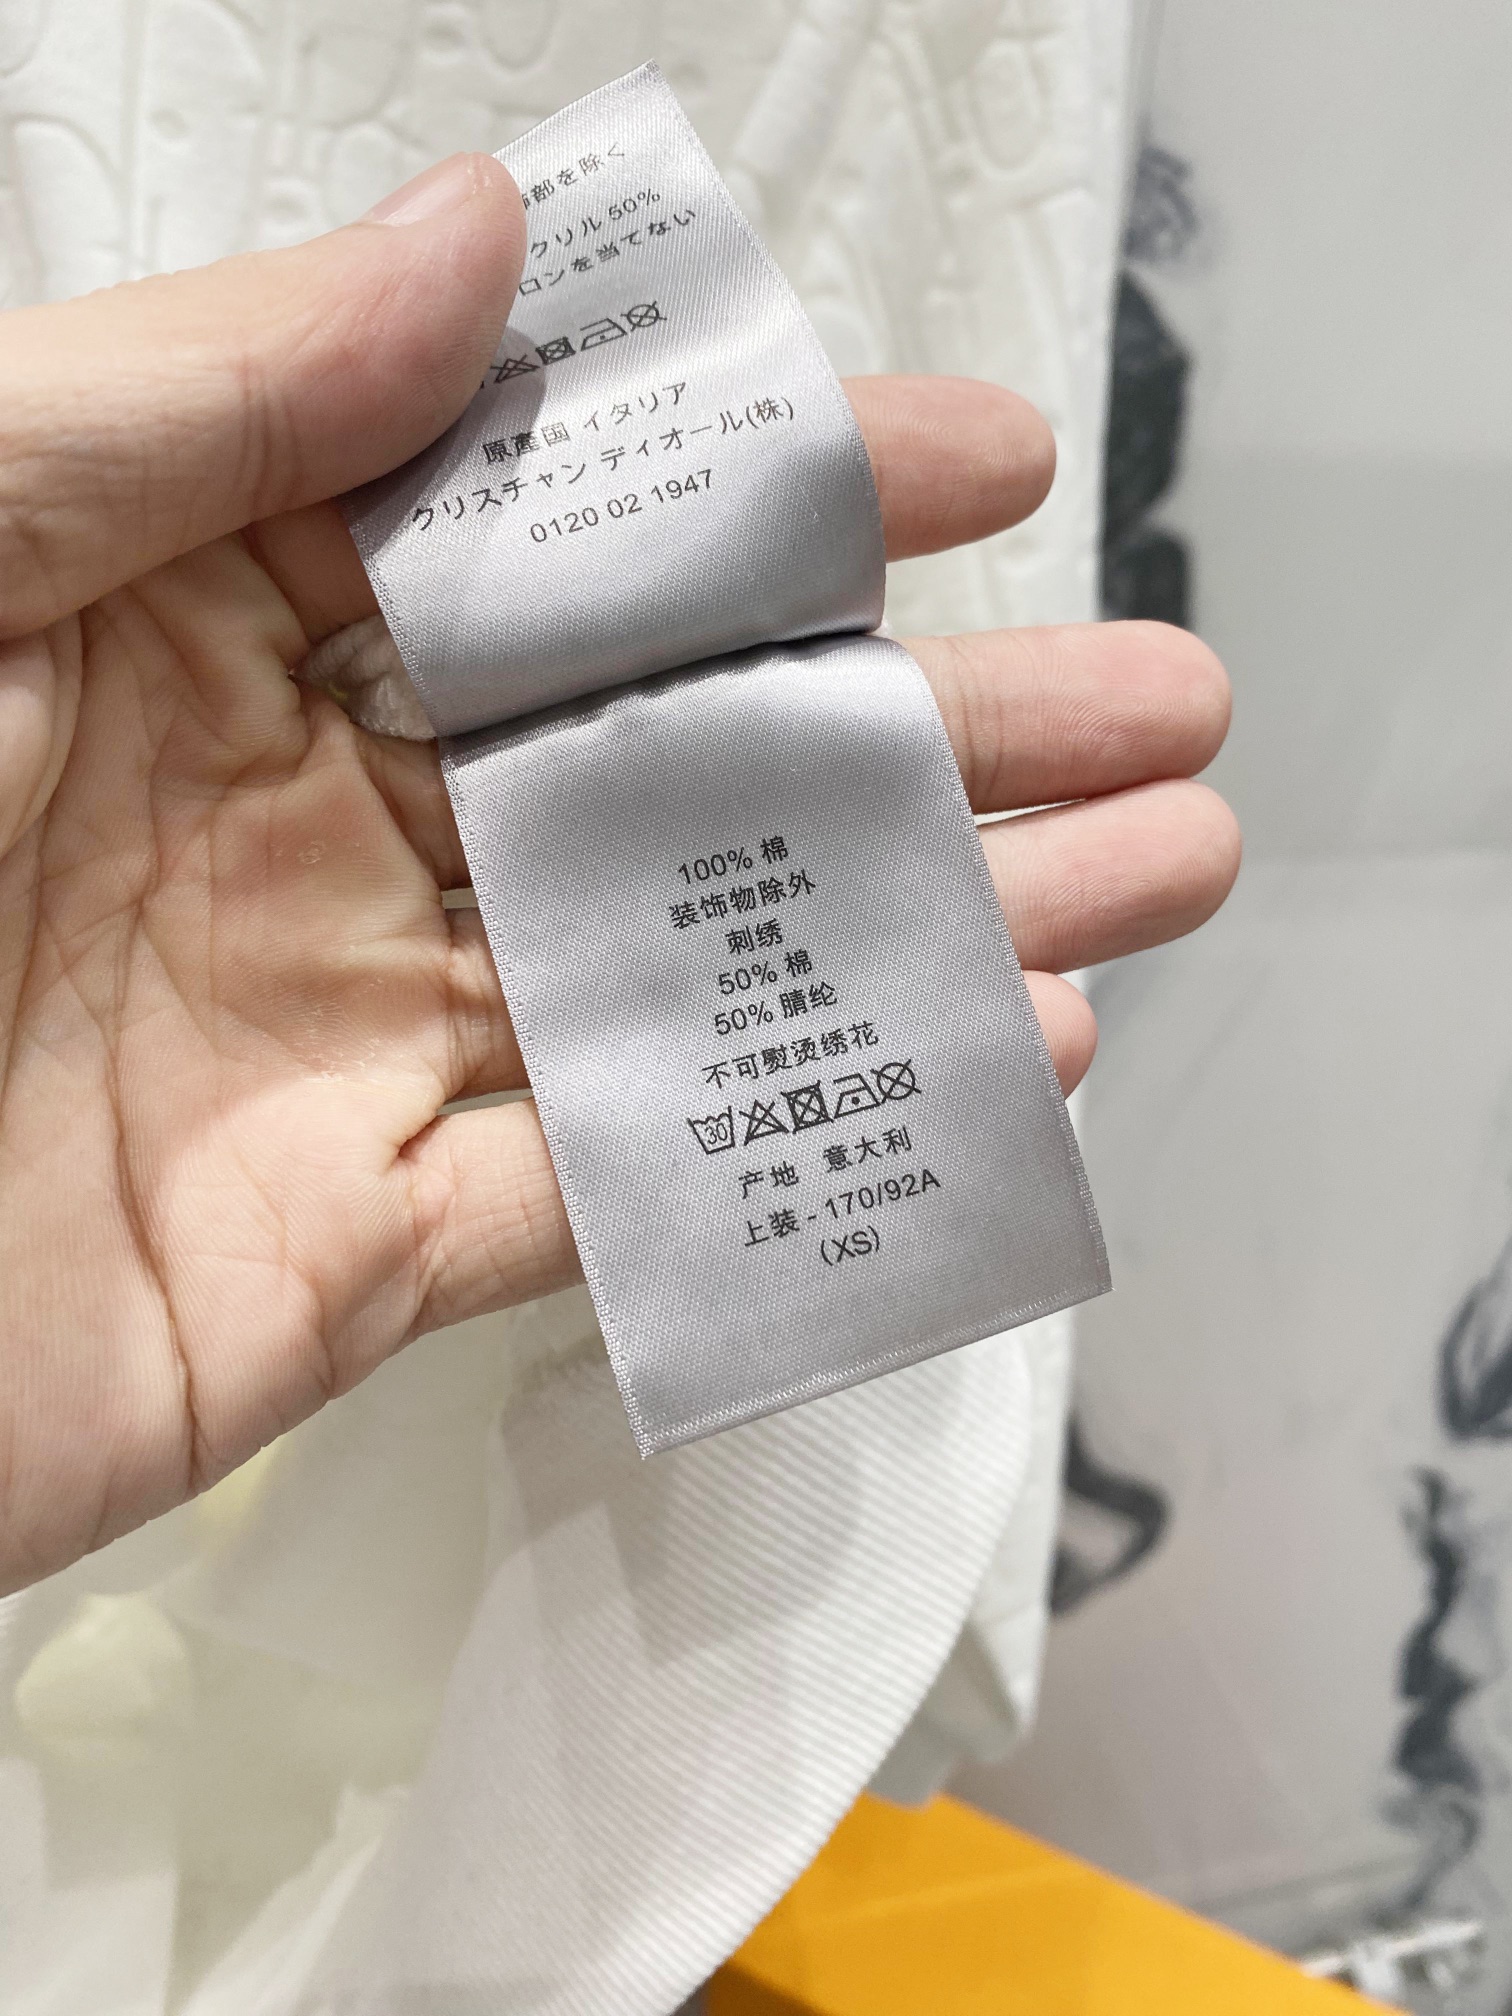 飾部を除く
クリル 50%
ロンを当てない
原産国 イタリア
クリスチャン ディオール(株)
0120 02 1947
100% 棉
装饰物除外
刺绣
50% 棉
50% 腈纶
不可熨烫绣花
30
产地 意大利
上装 - 170/92A
(XS)